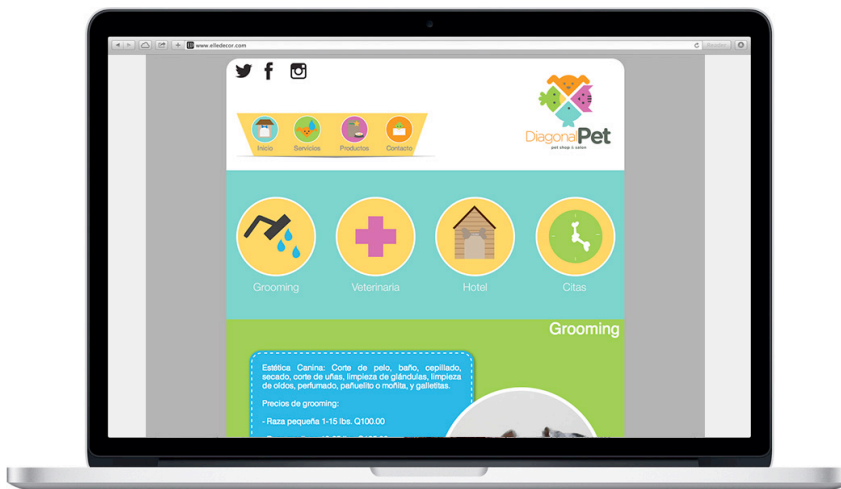 www.elledecor.com
Reader
Inicio
Servicios
Productos
Contacto
DiagonalPet
pet shop & salon
Grooming
Veterinaria
Hotel
Citas
Grooming
Estética Canina: Corte de pelo, baño, cepillado,
secado, corte de uñas, limpieza de glándulas, limpieza
de oídos, perfumado, pañuelito o moñita, y galletitas.
Precios de grooming:
- Raza pequeña 1-15 lbs. Q100.00